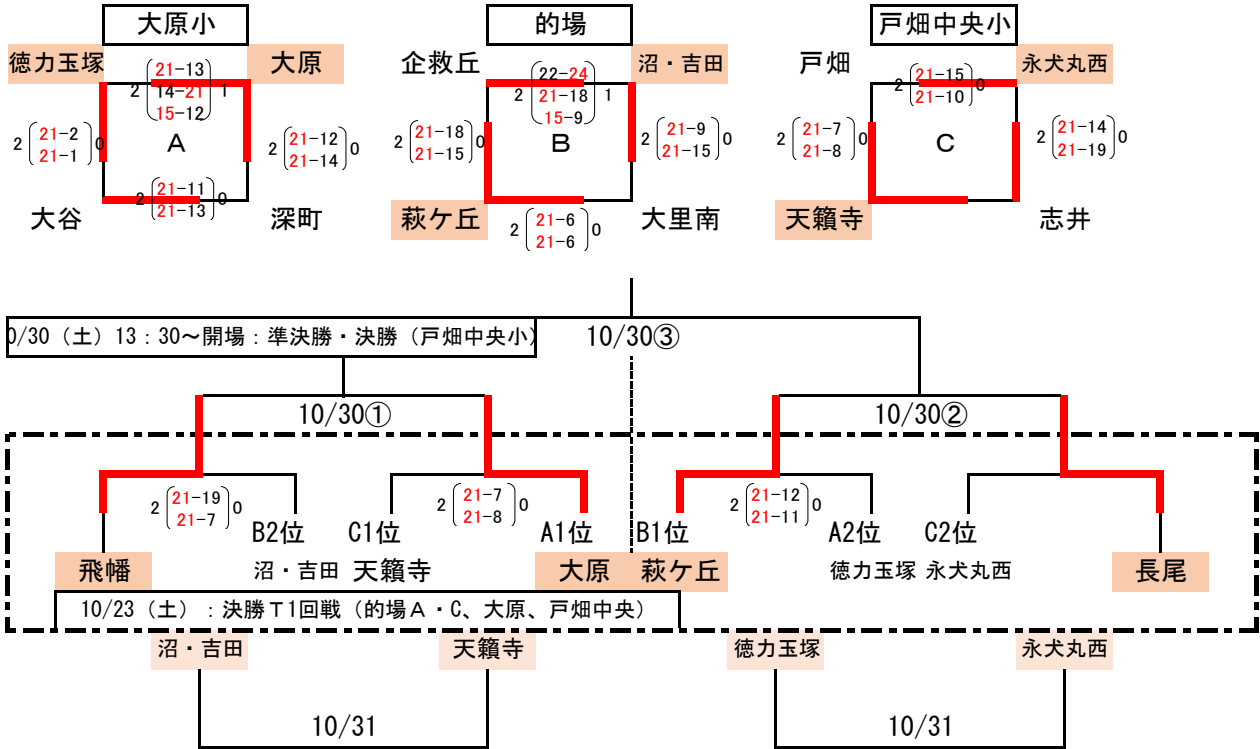 大原小 的場 戸畑中央小
徳力玉塚 大原 企救丘 沼・吉田 戸畑 永犬丸西
21-13 22-24 21-15
2 14-21 1 2 21-18 1 2 21-10 0
15-12 15-9
21-2 21-12 21-18 21-9 21-7 21-14
2 0 A 2 0 2 0 B 2 0 2 0 C 2 0
21-1 21-14 21-15 21-15 21-8 21-19
21-11
2 0
21-13
大谷 深町 萩ケ丘 大里南 天籟寺 志井
21-6
2 0
21-6
0/30（土）13：30～開場：準決勝・決勝（戸畑中央小） 10/30③
10/30① 10/30②
21-19 21-7 21-12
2 0 2 0 2 0
21-7 21-8 21-11
B2位 C1位 A1位 B1位 A2位 C2位
飛幡 沼・吉田 天籟寺 大原 萩ケ丘 徳力玉塚 永犬丸西 長尾
10/23（土）：決勝Ｔ1回戦（的場Ａ・C、大原、戸畑中央）
沼・吉田 天籟寺 徳力玉塚 永犬丸西
10/31 10/31